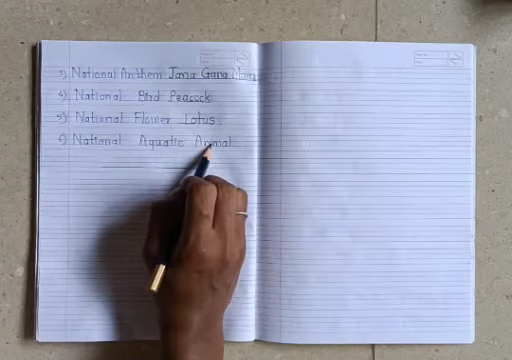 3) National Anthem Jana Gana Mana
4) National Bird Peacock
5) National Flower Lotus
6) National Aquatic Animal